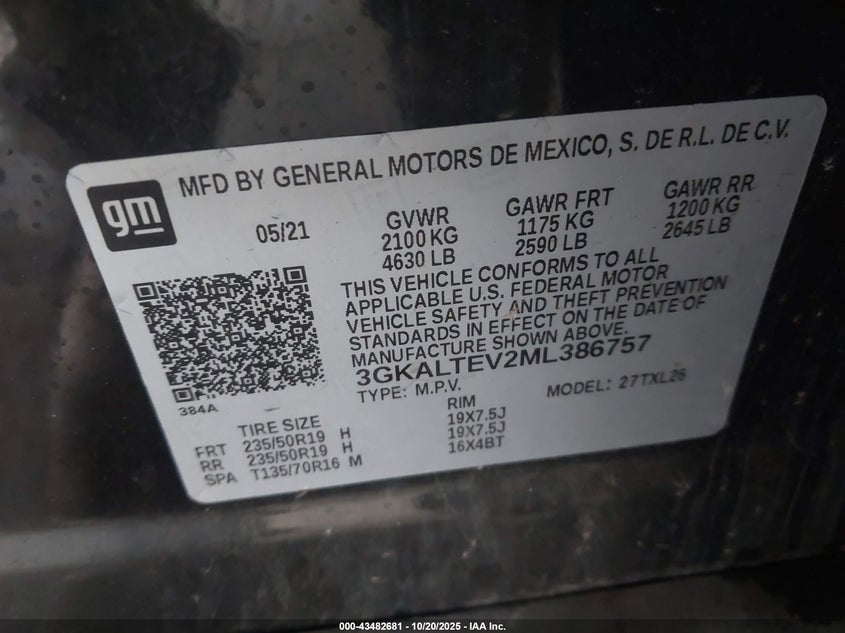 gm
MFD BY GENERAL MOTORS DE MEXICO, S. DE R.L. DE C.V.
05/21
GVWR
2100 KG
4630 LB
GAWR FRT
1175 KG
2590 LB
GAWR RR
1200 KG
2645 LB
THIS VEHICLE CONFORMS TO ALL
APPLICABLE U.S. FEDERAL MOTOR
VEHICLE SAFETY AND THEFT PREVENTION
STANDARDS IN EFFECT ON THE DATE OF
MANUFACTURE SHOWN ABOVE.
3GKALTEV2ML386757
TYPE: M.P.V. MODEL: 27TXL26
384A
TIRE SIZE RIM
FRT 235/50R19 H 19X7.5J
RR 235/50R19 H 19X7.5J
SPA T135/70R16 M 16X4BT
000-43482681 - 10/20/2025 - IAA Inc.